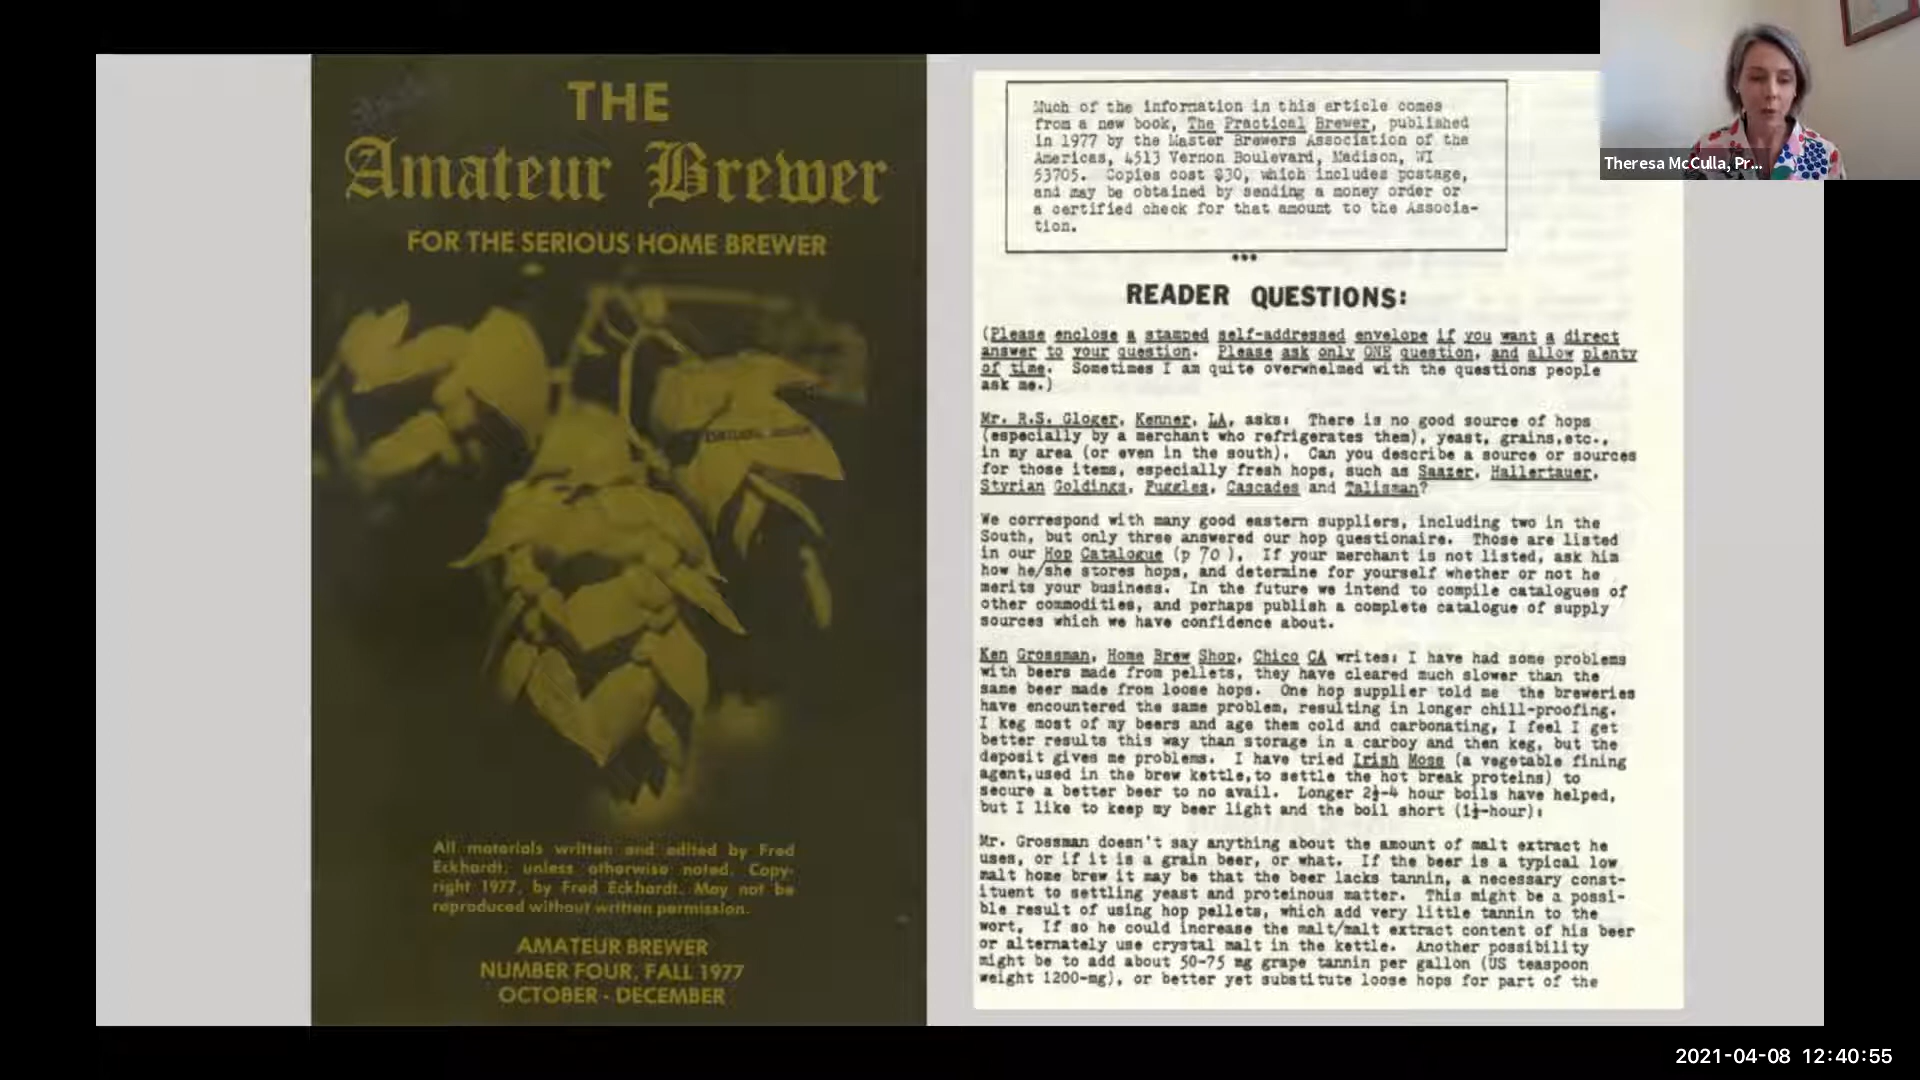 THE
Amateur Brewer
FOR THE SERIOUS HOME BREWER
All materials written and edited by Fred
Eckhardt, unless otherwise noted. Copy-
right 1977, by Fred Eckhardt. May not be
reproduced without written permission.
AMATEUR BREWER
NUMBER FOUR, FALL 1977
OCTOBER - DECEMBER
Much of the information in this article comes
from a new book, The Practical Brewer, published
in 1977 by the Master Brewers Association of the
Americas, 4513 Vernon Boulevard, Madison, WI
53705. Copies cost $30, which includes postage,
and may be obtained by sending a money order or
a certified check for that amount to the Associa-
tion.
***
READER QUESTIONS:
(Please enclose a stamped self-addressed envelope if you want a direct
answer to your question. Please ask only ONE question, and allow plenty
of time. Sometimes I am quite overwhelmed with the questions people
ask me.)
Mr. R.S. Gloger, Kenner, LA, asks: There is no good source of hops
(especially by a merchant who refrigerates them), yeast, grains,etc.,
in my area (or even in the south). Can you describe a source or sources
for those items, especially fresh hops, such as Saazer, Hallertauer,
Styrian Goldings, Fuggles, Cascades and Talisman?
We correspond with many good eastern suppliers, including two in the
South, but only three answered our hop questionaire. Those are listed
in our Hop Catalogue (p 70 ). If your merchant is not listed, ask him
how he/she stores hops, and determine for yourself whether or not he
merits your business. In the future we intend to compile catalogues of
other commodities, and perhaps publish a complete catalogue of supply
sources which we have confidence about.
Ken Grossman, Home Brew Shop, Chico CA writes: I have had some problems
with beers made from pellets, they have cleared much slower than the
same beer made from loose hops. One hop supplier told me the breweries
have encountered the same problem, resulting in longer chill-proofing.
I keg most of my beers and age them cold and carbonating, I feel I get
better results this way than storage in a carboy and then keg, but the
deposit gives me problems. I have tried Irish Moss (a vegetable fining
agent,used in the brew kettle,to settle the hot break proteins) to
secure a better beer to no avail. Longer 2½-4 hour boils have helped,
but I like to keep my beer light and the boil short (1½-hour):
Mr. Grossman doesn't say anything about the amount of malt extract he
uses, or if it is a grain beer, or what. If the beer is a typical low
malt home brew it may be that the beer lacks tannin, a necessary const-
ituent to settling yeast and proteinous matter. This might be a possi-
ble result of using hop pellets, which add very little tannin to the
wort. If so he could increase the malt/malt extract content of his beer
or alternately use crystal malt in the kettle. Another possibility
might be to add about 50-75 mg grape tannin per gallon (US teaspoon
weight 1200-mg), or better yet substitute loose hops for part of the
Theresa McCulla, Pr...
2021-04-08 12:40:55